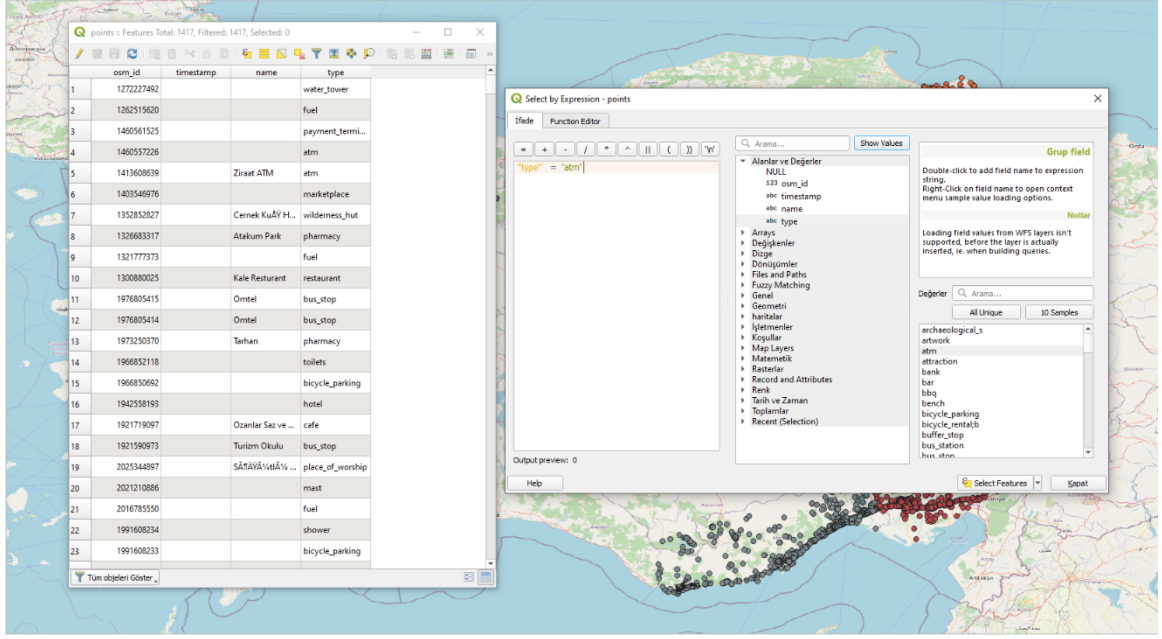 points :: Features Total: 1417, Filtered: 1417, Selected: 0
osm_id timestamp name type
1 1272227492 water_tower
2 1262515620 fuel
3 1460561525 payment_termi...
4 1460557226 atm
5 1413608639 Ziraat ATM atm
6 1403546976 marketplace
7 1352852827 Cernek KuÅŸ H... wilderness_hut
8 1326683317 Atakum Park pharmacy
9 1321777373 fuel
10 1300880025 Kale Resturant restaurant
11 1976805415 Omtel bus_stop
12 1976805414 Omtel bus_stop
13 1973250370 Tarhan pharmacy
14 1966852118 toilets
15 1966850692 bicycle_parking
16 1942558193 hotel
17 1921719097 Ozanlar Saz ve ... cafe
18 1921590973 Turizm Okulu bus_stop
19 2025344897 place_of_worship
20 2021210886 mast
21 2016785550 fuel
22 1991608234 shower
23 1991608233 bicycle_parking
Tüm objeleri Göster
Select by Expression - points
İfade Function Editor
= + - / * ^ || ( ) '\n'
"type" = 'atm'
Output preview: 0
Help
Arama... Show Values
Alanlar ve Değerler
NULL
123 osm_id
abc timestamp
abc name
abc type
Arrays
Değişkenler
Dizge
Dönüşümler
Files and Paths
Fuzzy Matching
Genel
Geometri
haritalar
İşletmenler
Koşullar
Map Layers
Matemetik
Rasterlar
Record and Attributes
Renk
Tarih ve Zaman
Toplamlar
Recent (Selection)
Grup field
Double-click to add field name to expression
string.
Right-Click on field name to open context
menu sample value loading options.
Notlar
Loading field values from WFS layers isn't
supported, before the layer is actually
inserted, ie. when building queries.
Değerler Arama...
All Unique 10 Samples
archaeological_s
artwork
atm
attraction
bank
bar
bbq
bench
bicycle_parking
bicycle_rental;b
buffer_stop
bus_station
bus_stop
Select Features Kapat
Ordu
Antakya